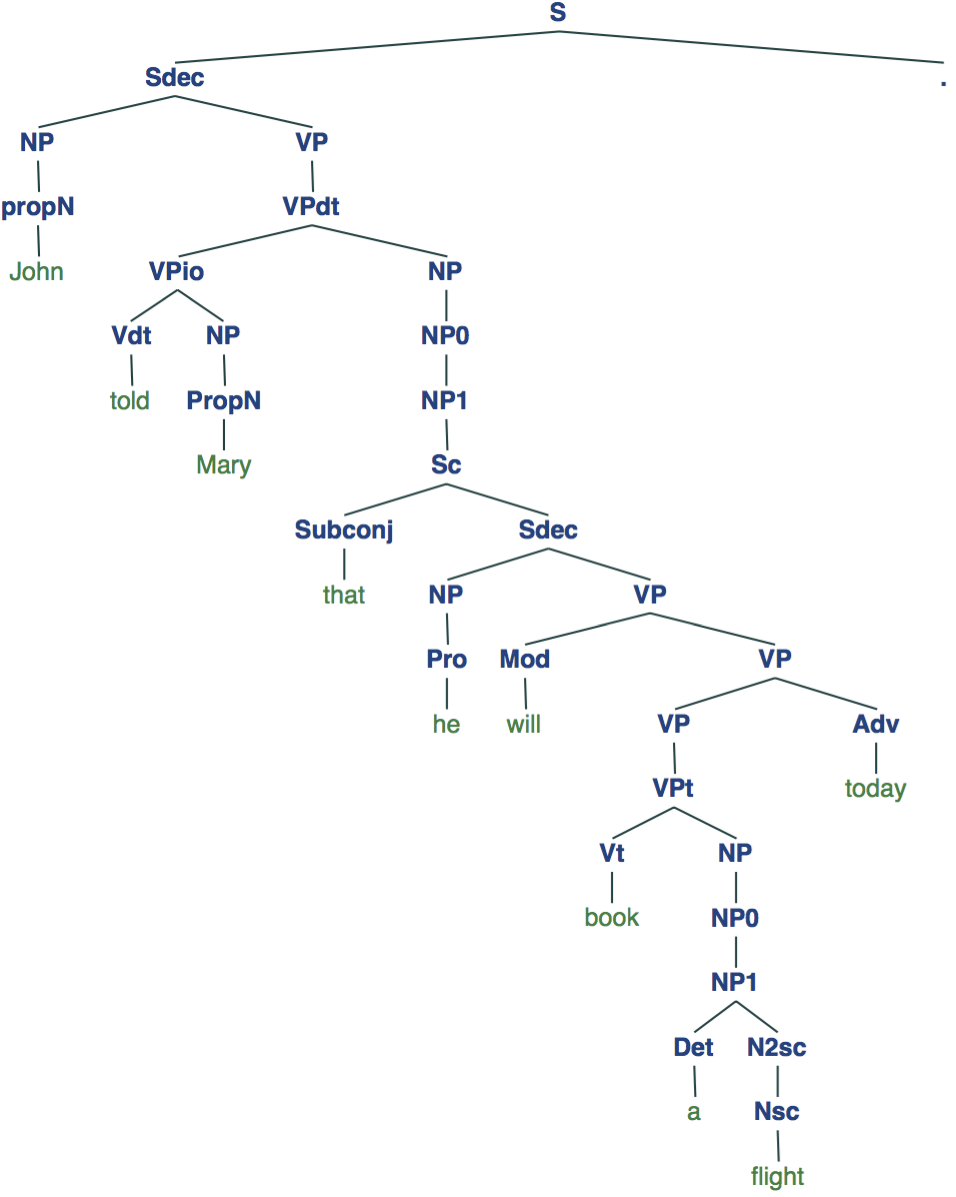 S
Sdec .
NP VP
propN VPdt
John VPio NP
Vdt NP NP0
told PropN NP1
Mary Sc
Subconj Sdec
that NP VP
Pro Mod VP
he will VP Adv
VPt today
Vt NP
book NP0
NP1
Det N2sc
a Nsc
flight